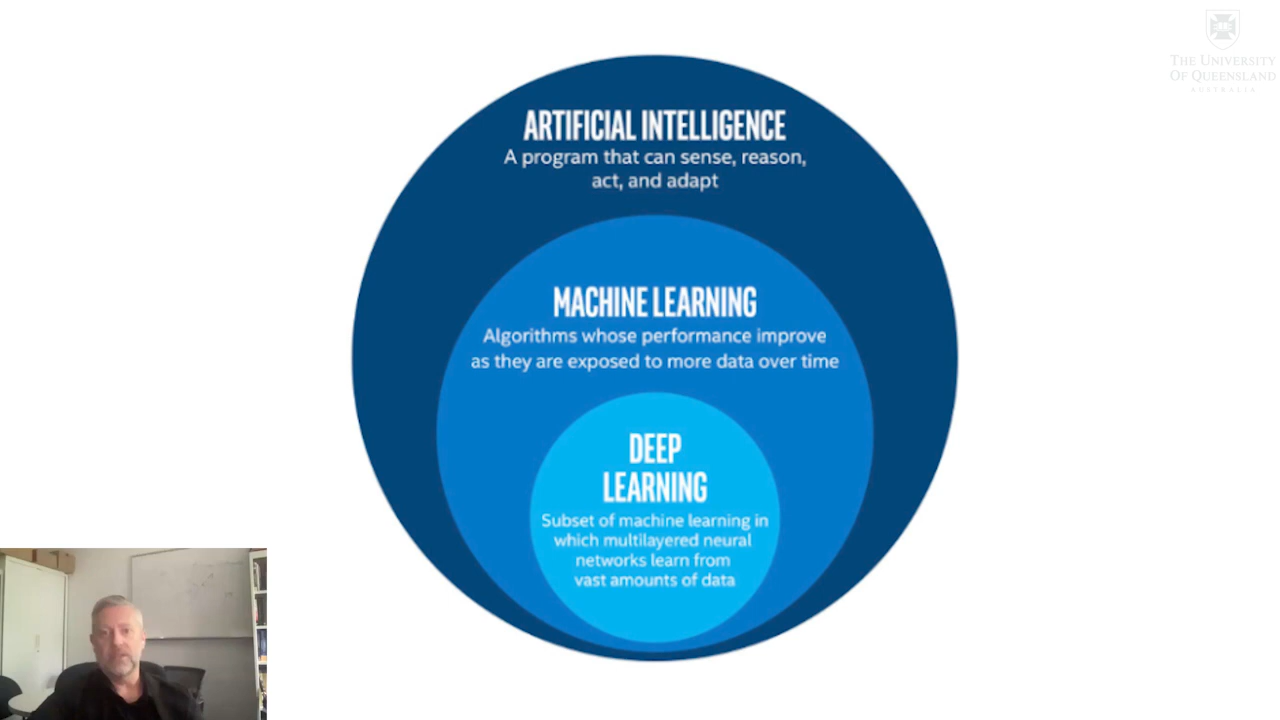 THE UNIVERSITY
OF QUEENSLAND
AUSTRALIA
ARTIFICIAL INTELLIGENCE
A program that can sense, reason,
act, and adapt
MACHINE LEARNING
Algorithms whose performance improve
as they are exposed to more data over time
DEEP
LEARNING
Subset of machine learning in
which multilayered neural
networks learn from
vast amounts of data